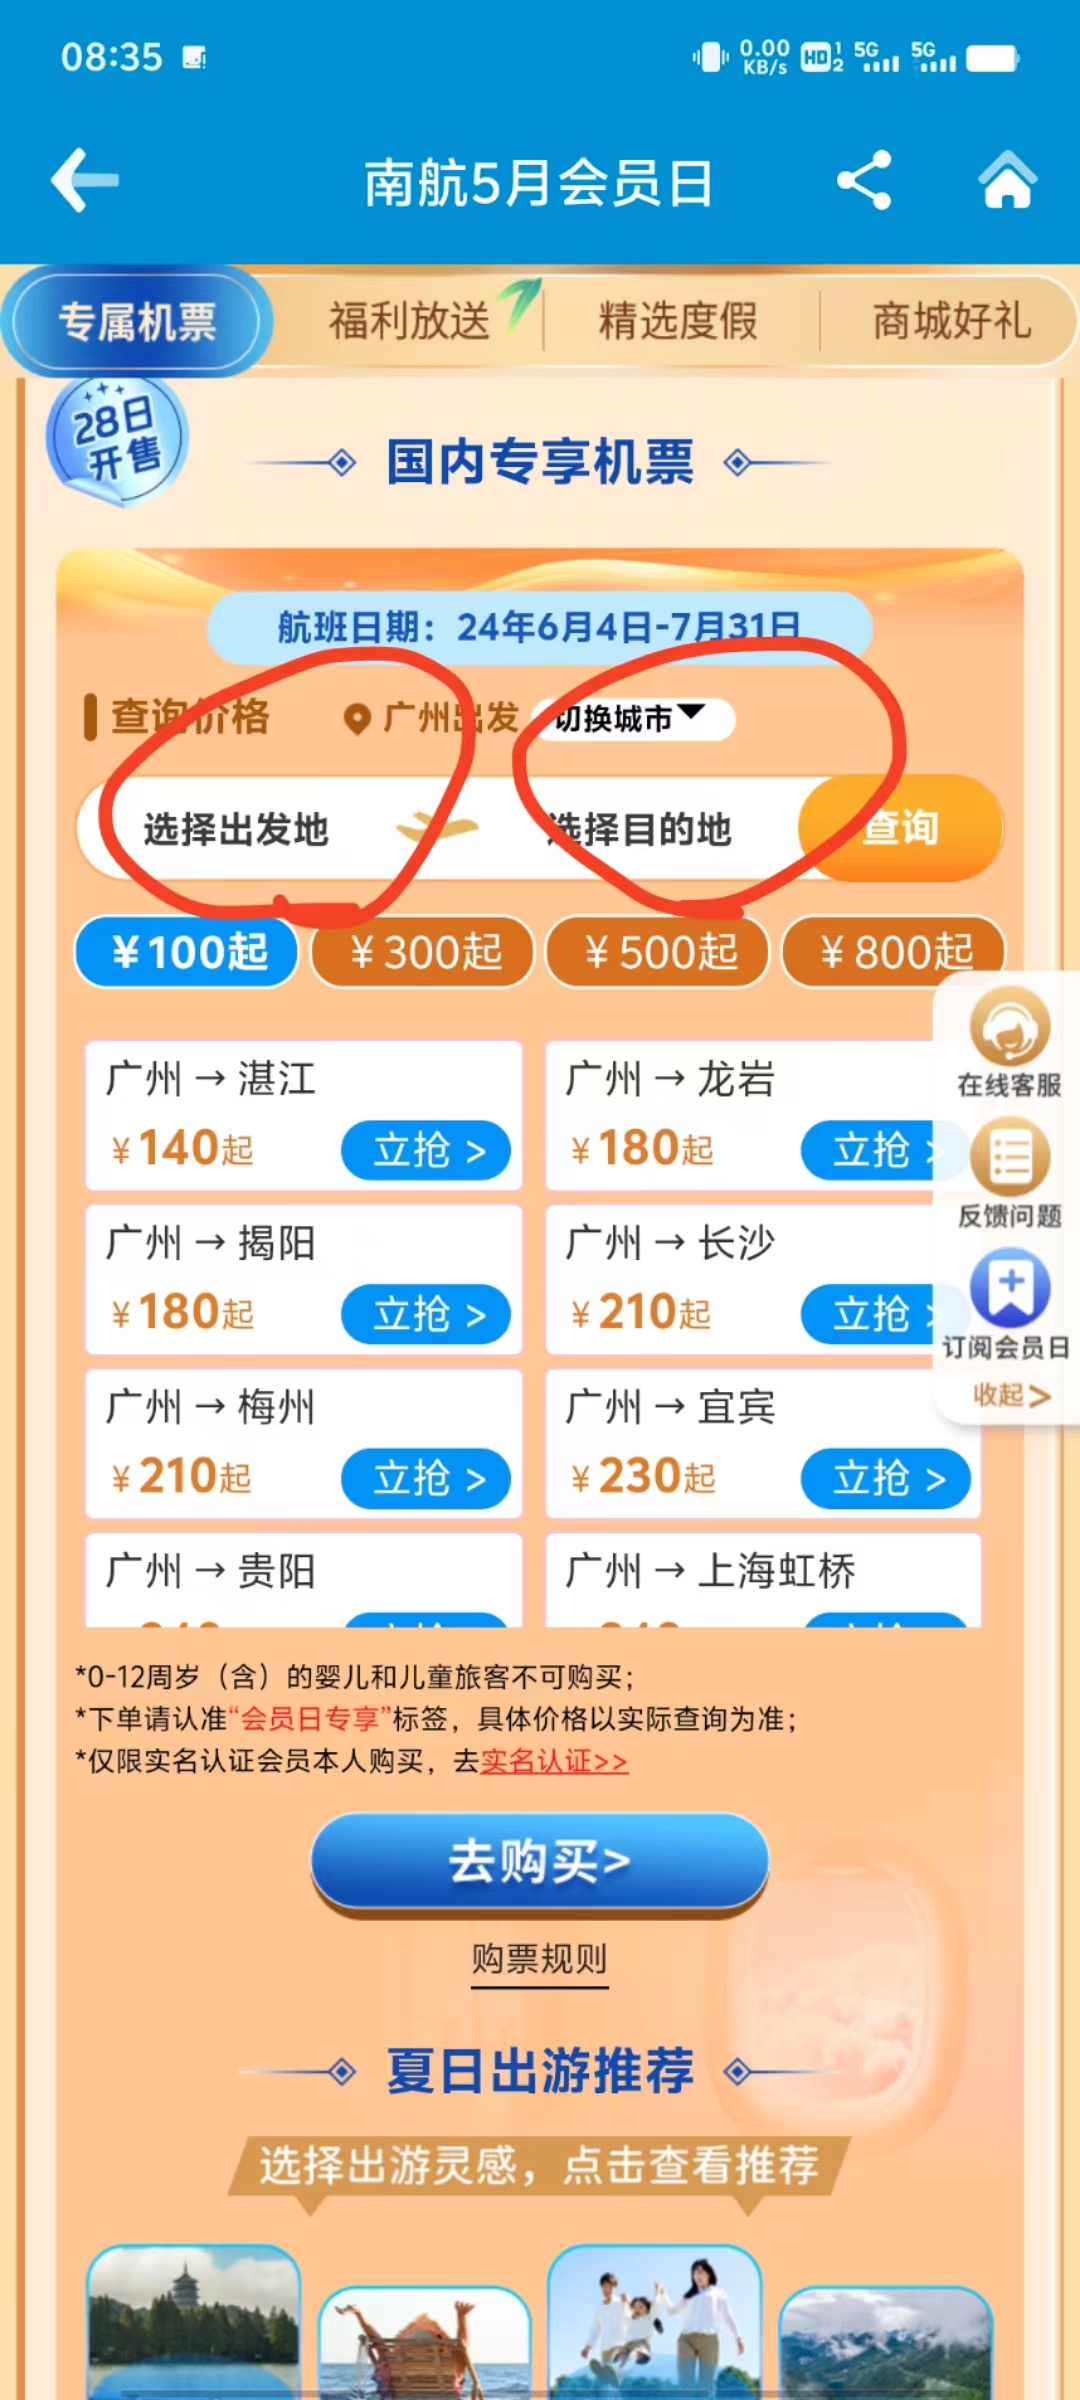 08:35 0.00 KB/s HD 1 2 5G 5G
南航5月会员日
专属机票 福利放送 精选度假 商城好礼
28日
开售
国内专享机票
航班日期：24年6月4日-7月31日
查询价格 广州出发 切换城市
选择出发地 选择目的地 查询
¥100起 ¥300起 ¥500起 ¥800起
广州→湛江 广州→龙岩
¥140起 立抢 > ¥180起 立抢 >
广州→揭阳 广州→长沙
¥180起 立抢 > ¥210起 立抢 >
广州→梅州 广州→宜宾
¥210起 立抢 > ¥230起 立抢 >
广州→贵阳 广州→上海虹桥
在线客服
反馈问题
订阅会员日
收起>
*0-12周岁（含）的婴儿和儿童旅客不可购买；
*下单请认准“会员日专享”标签，具体价格以实际查询为准；
*仅限实名认证会员本人购买，去实名认证>>
去购买>
购票规则
夏日出游推荐
选择出游灵感，点击查看推荐